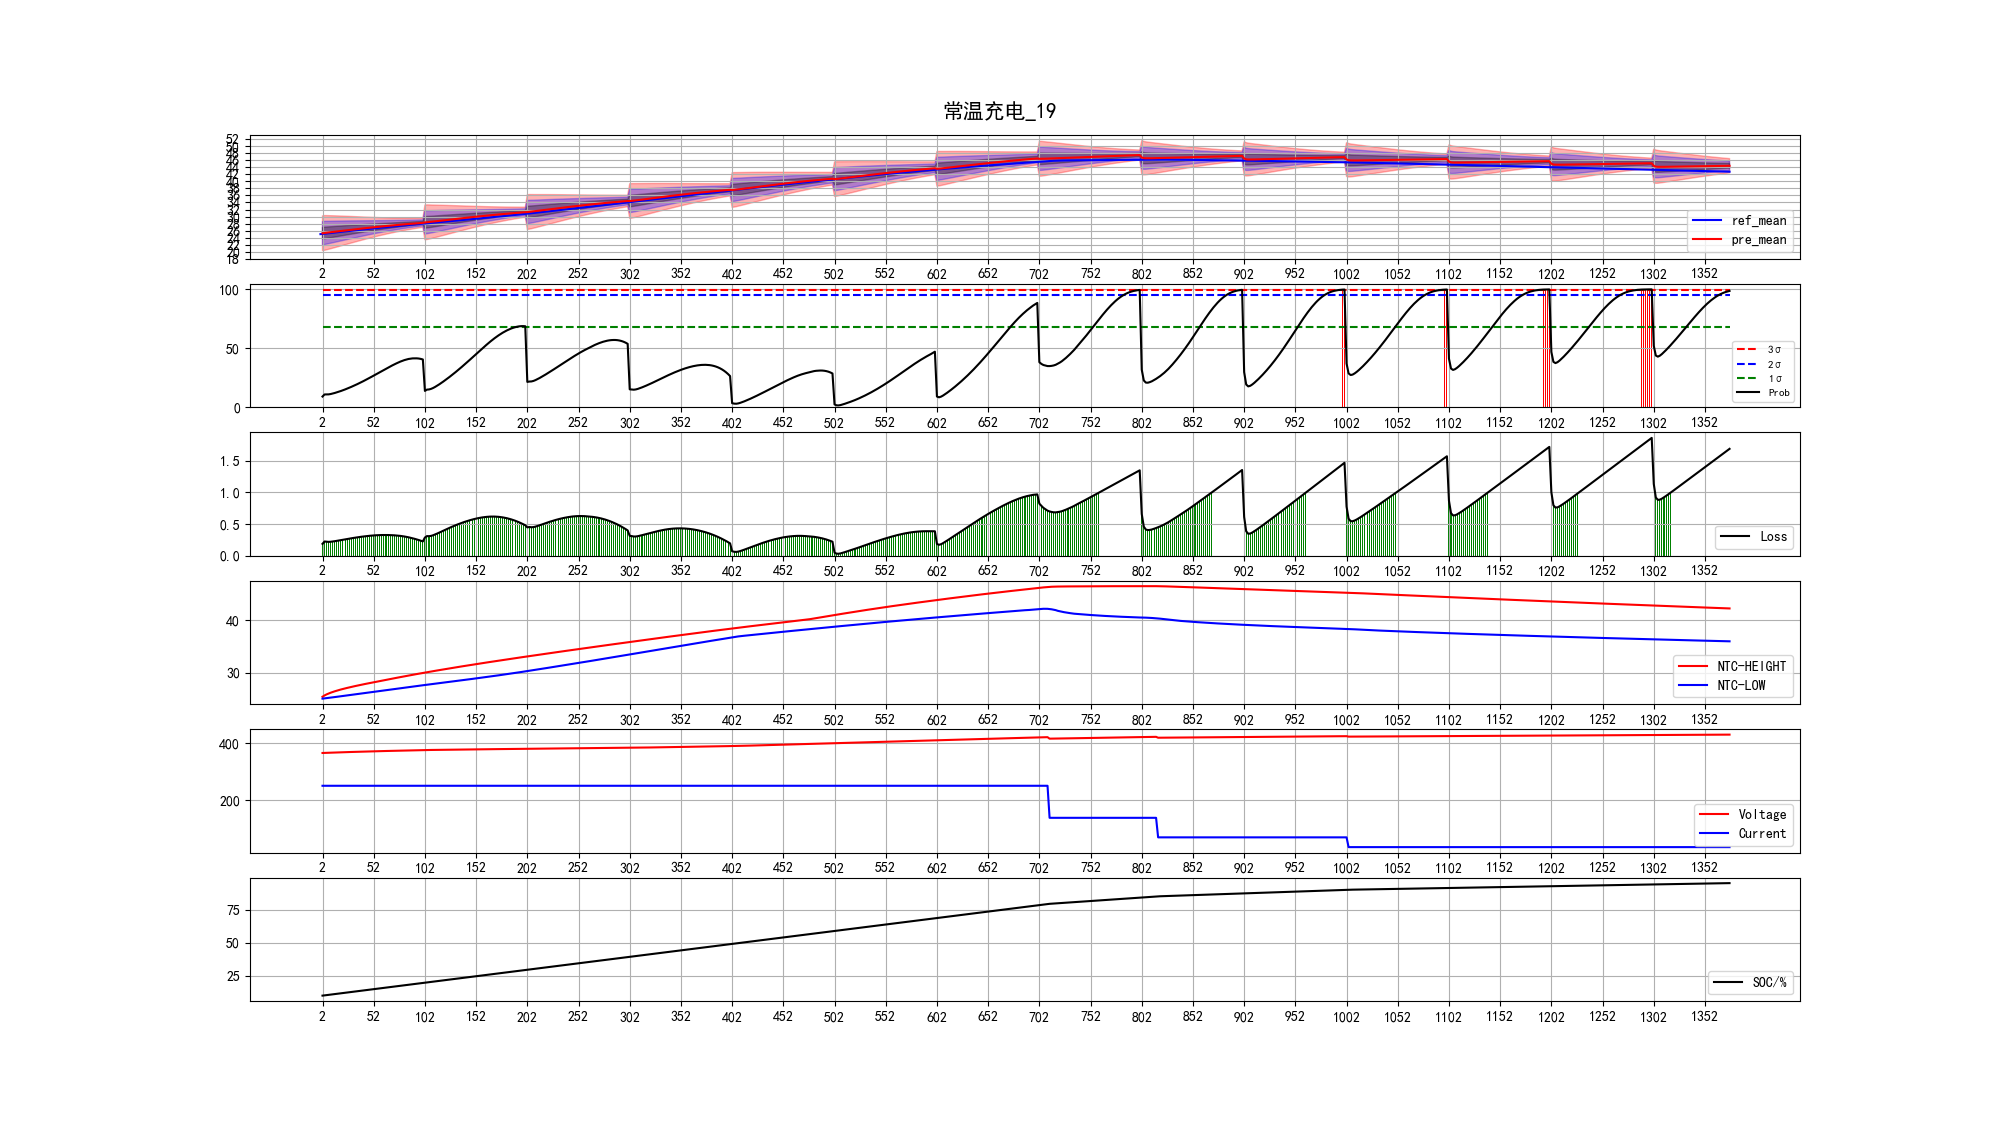 常温充电_19
52
50
48
46
44
42
40
38
36
34
32
30
28
26
24
22
20
18
ref_mean
pre_mean
2 52 102 152 202 252 302 352 402 452 502 552 602 652 702 752 802 852 902 952 1002 1052 1102 1152 1202 1252 1302 1352
100
50
0
3σ
2σ
1σ
Prob
2 52 102 152 202 252 302 352 402 452 502 552 602 652 702 752 802 852 902 952 1002 1052 1102 1152 1202 1252 1302 1352
1.5
1.0
0.5
0.0
Loss
2 52 102 152 202 252 302 352 402 452 502 552 602 652 702 752 802 852 902 952 1002 1052 1102 1152 1202 1252 1302 1352
40
30
NTC-HEIGHT
NTC-LOW
2 52 102 152 202 252 302 352 402 452 502 552 602 652 702 752 802 852 902 952 1002 1052 1102 1152 1202 1252 1302 1352
400
200
Voltage
Current
2 52 102 152 202 252 302 352 402 452 502 552 602 652 702 752 802 852 902 952 1002 1052 1102 1152 1202 1252 1302 1352
75
50
25
SOC/%
2 52 102 152 202 252 302 352 402 452 502 552 602 652 702 752 802 852 902 952 1002 1052 1102 1152 1202 1252 1302 1352